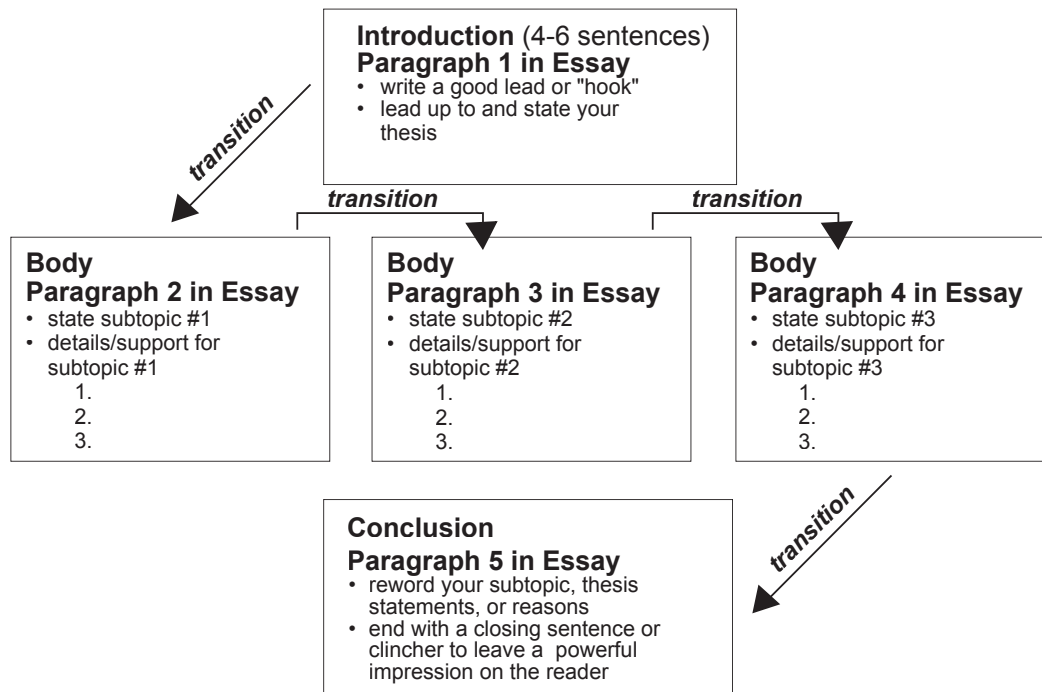 Introduction (4-6 sentences)
Paragraph 1 in Essay
• write a good lead or "hook"
• lead up to and state your
thesis
transition
transition
transition
Body
Paragraph 2 in Essay
• state subtopic #1
• details/support for
subtopic #1
1.
2.
3.
Body
Paragraph 3 in Essay
• state subtopic #2
• details/support for
subtopic #2
1.
2.
3.
Body
Paragraph 4 in Essay
• state subtopic #3
• details/support for
subtopic #3
1.
2.
3.
transition
Conclusion
Paragraph 5 in Essay
• reword your subtopic, thesis
statements, or reasons
• end with a closing sentence or
clincher to leave a powerful
impression on the reader